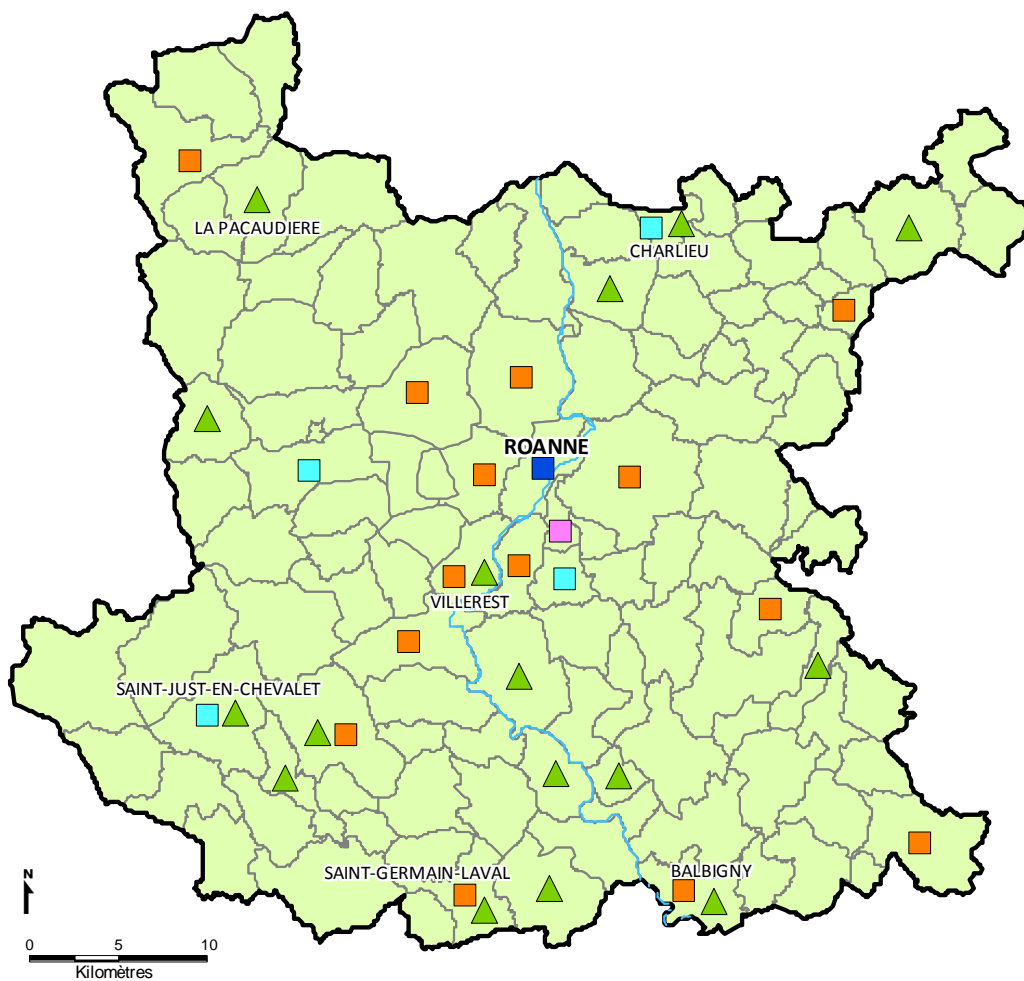 LA PACAUDIERE
CHARLIEU
ROANNE
VILLEREST
SAINT-JUST-EN-CHEVALET
SAINT-GERMAIN-LAVAL
BALBIGNY
N
0 5 10
Kilomètres